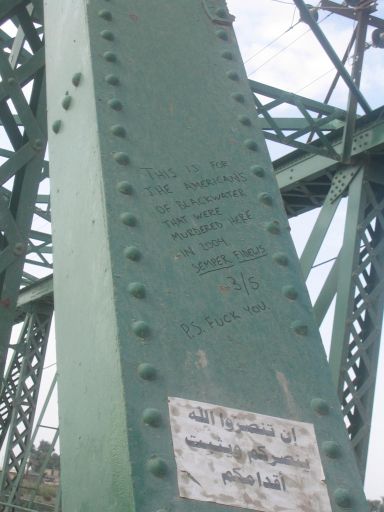 THIS IS FOR
THE AMERICANS
OF BLACKWATER
THAT WERE
MURDERED HERE
IN 2004
SEMPER FIDELIS
3/5
P.S. FUCK YOU.
ان تنصروا الله
ينصركم ويثبت
أقدامكم